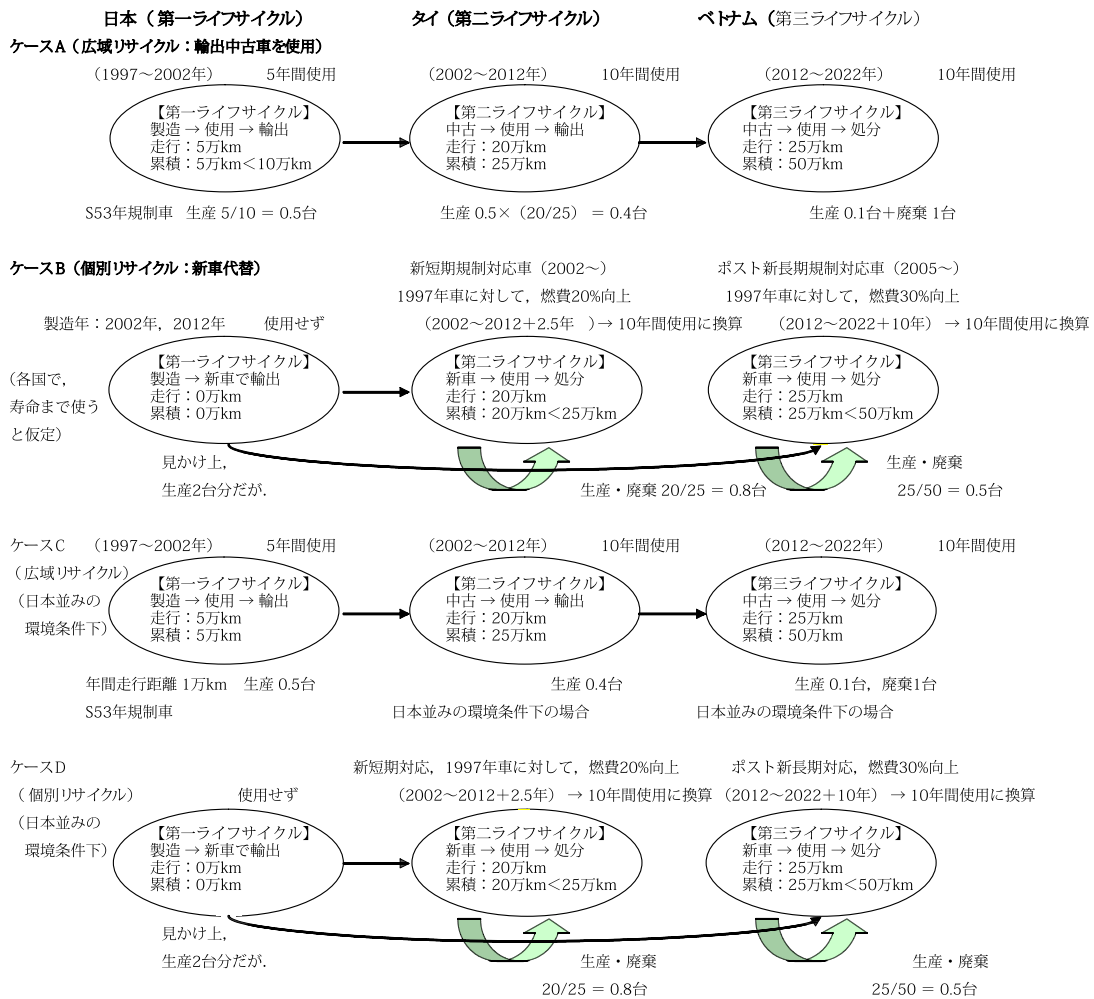 日本（第一ライフサイクル）　タイ（第二ライフサイクル）　ベトナム（第三ライフサイクル）
ケースA（広域リサイクル：輸出中古車を使用）
（1997～2002年）　5年間使用　（2002～2012年）　10年間使用　（2012～2022年）　10年間使用
【第一ライフサイクル】
製造 → 使用 → 輸出
走行：5万km
累積：5万km＜10万km
【第二ライフサイクル】
中古 → 使用 → 輸出
走行：20万km
累積：25万km
【第三ライフサイクル】
中古 → 使用 → 処分
走行：25万km
累積：50万km
S53年規制車　生産 5/10 ＝ 0.5台　生産 0.5×（20/25）＝ 0.4台　生産 0.1台＋廃棄 1台
ケースB（個別リサイクル：新車代替）　新短期規制対応車（2002～）　ポスト新長期規制対応車（2005～）
1997年車に対して，燃費20%向上　1997年車に対して，燃費30%向上
製造年：2002年，2012年　使用せず　（2002～2012＋2.5年　）→ 10年間使用に換算　（2012～2022＋10年） → 10年間使用に換算
（各国で，
寿命まで使う
と仮定）
【第一ライフサイクル】
製造 → 新車で輸出
走行：0万km
累積：0万km
【第二ライフサイクル】
新車 → 使用 → 処分
走行：20万km
累積：20万km＜25万km
【第三ライフサイクル】
新車 → 使用 → 処分
走行：25万km
累積：25万km＜50万km
見かけ上，　生産・廃棄
生産2台分だが．　生産・廃棄 20/25 ＝ 0.8台　25/50 ＝ 0.5台
ケースC　（1997～2002年）　5年間使用　（2002～2012年）　10年間使用　（2012～2022年）　10年間使用
（広域リサイクル）
（日本並みの
環境条件下）
【第一ライフサイクル】
製造 → 使用 → 輸出
走行：5万km
累積：5万km
【第二ライフサイクル】
中古 → 使用 → 輸出
走行：20万km
累積：25万km
【第三ライフサイクル】
中古 → 使用 → 処分
走行：25万km
累積：50万km
年間走行距離 1万km　生産 0.5台　生産 0.4台　生産 0.1台，廃棄1台
S53年規制車　日本並みの環境条件下の場合　日本並みの環境条件下の場合
ケースD　新短期対応，1997年車に対して，燃費20%向上　ポスト新長期対応，燃費30%向上
（個別リサイクル）　使用せず　（2002～2012＋2.5年） → 10年間使用に換算　（2012～2022＋10年） → 10年間使用に換算
（日本並みの
環境条件下）
【第一ライフサイクル】
製造 → 新車で輸出
走行：0万km
累積：0万km
【第二ライフサイクル】
新車 → 使用 → 処分
走行：20万km
累積：20万km＜25万km
【第三ライフサイクル】
新車 → 使用 → 処分
走行：25万km
累積：25万km＜50万km
見かけ上，
生産2台分だが．　生産・廃棄　生産・廃棄
20/25 ＝ 0.8台　25/50 ＝ 0.5台